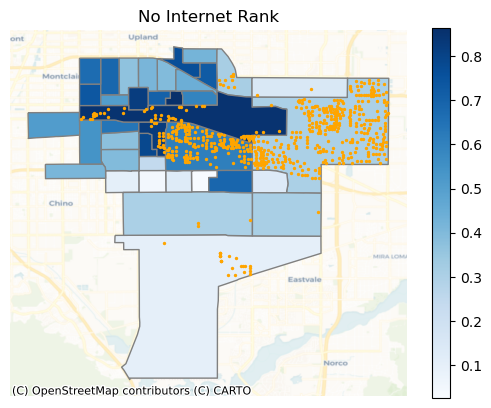 No Internet Rank
ont
Upland
Montclair
Chino
MIRA LOMA
Eastvale
Norco
(C) OpenStreetMap contributors (C) CARTO
0.8
0.7
0.6
0.5
0.4
0.3
0.2
0.1